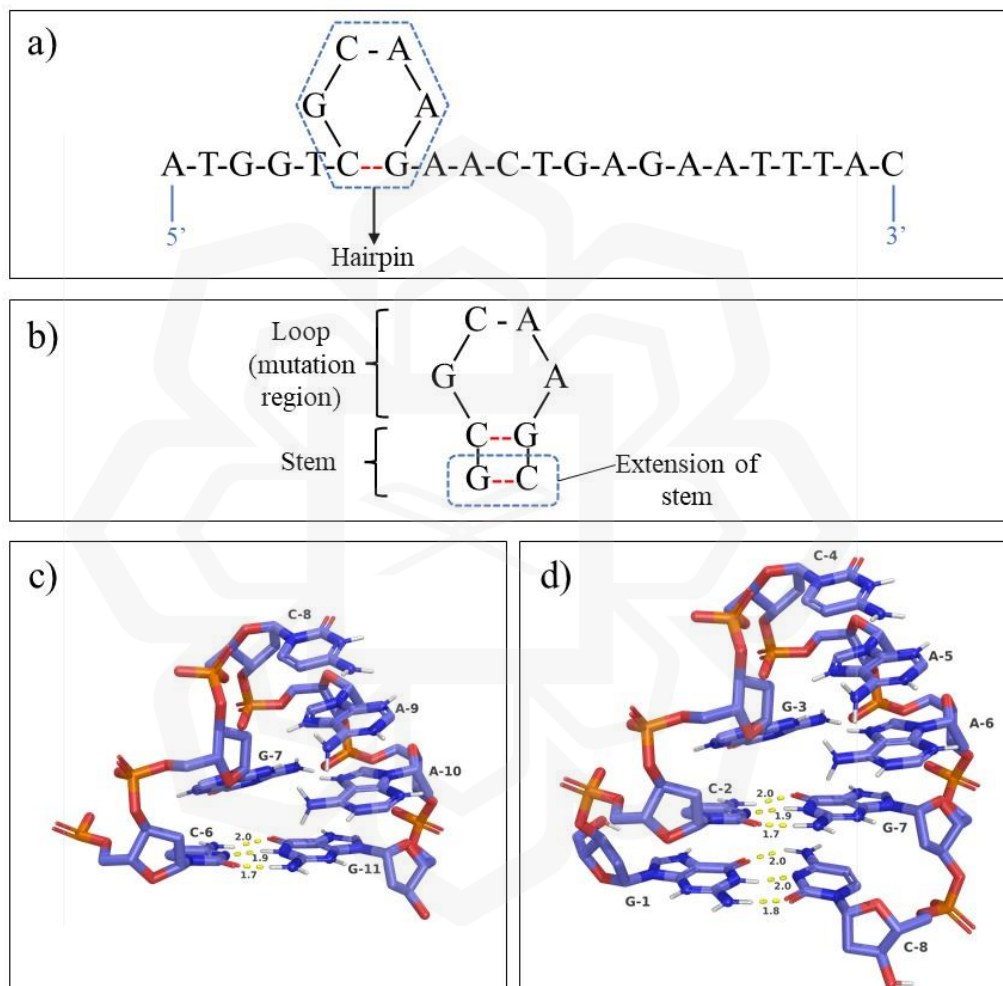 a)
C - A
G A
A-T-G-G-T-C--G-A-A-C-T-G-A-G-A-A-T-T-T-A-C
5’ 3’
Hairpin
b)
Loop
(mutation
region)
C - A
G A
C--G
Stem
G--C
Extension of
stem
c)
C-8
A-9
G-7
A-10
C-6
2.0
1.9
1.7
G-11
d)
C-4
A-5
G-3
A-6
C-2
2.0
1.9
1.7
G-7
2.0
2.0
1.8
G-1
C-8